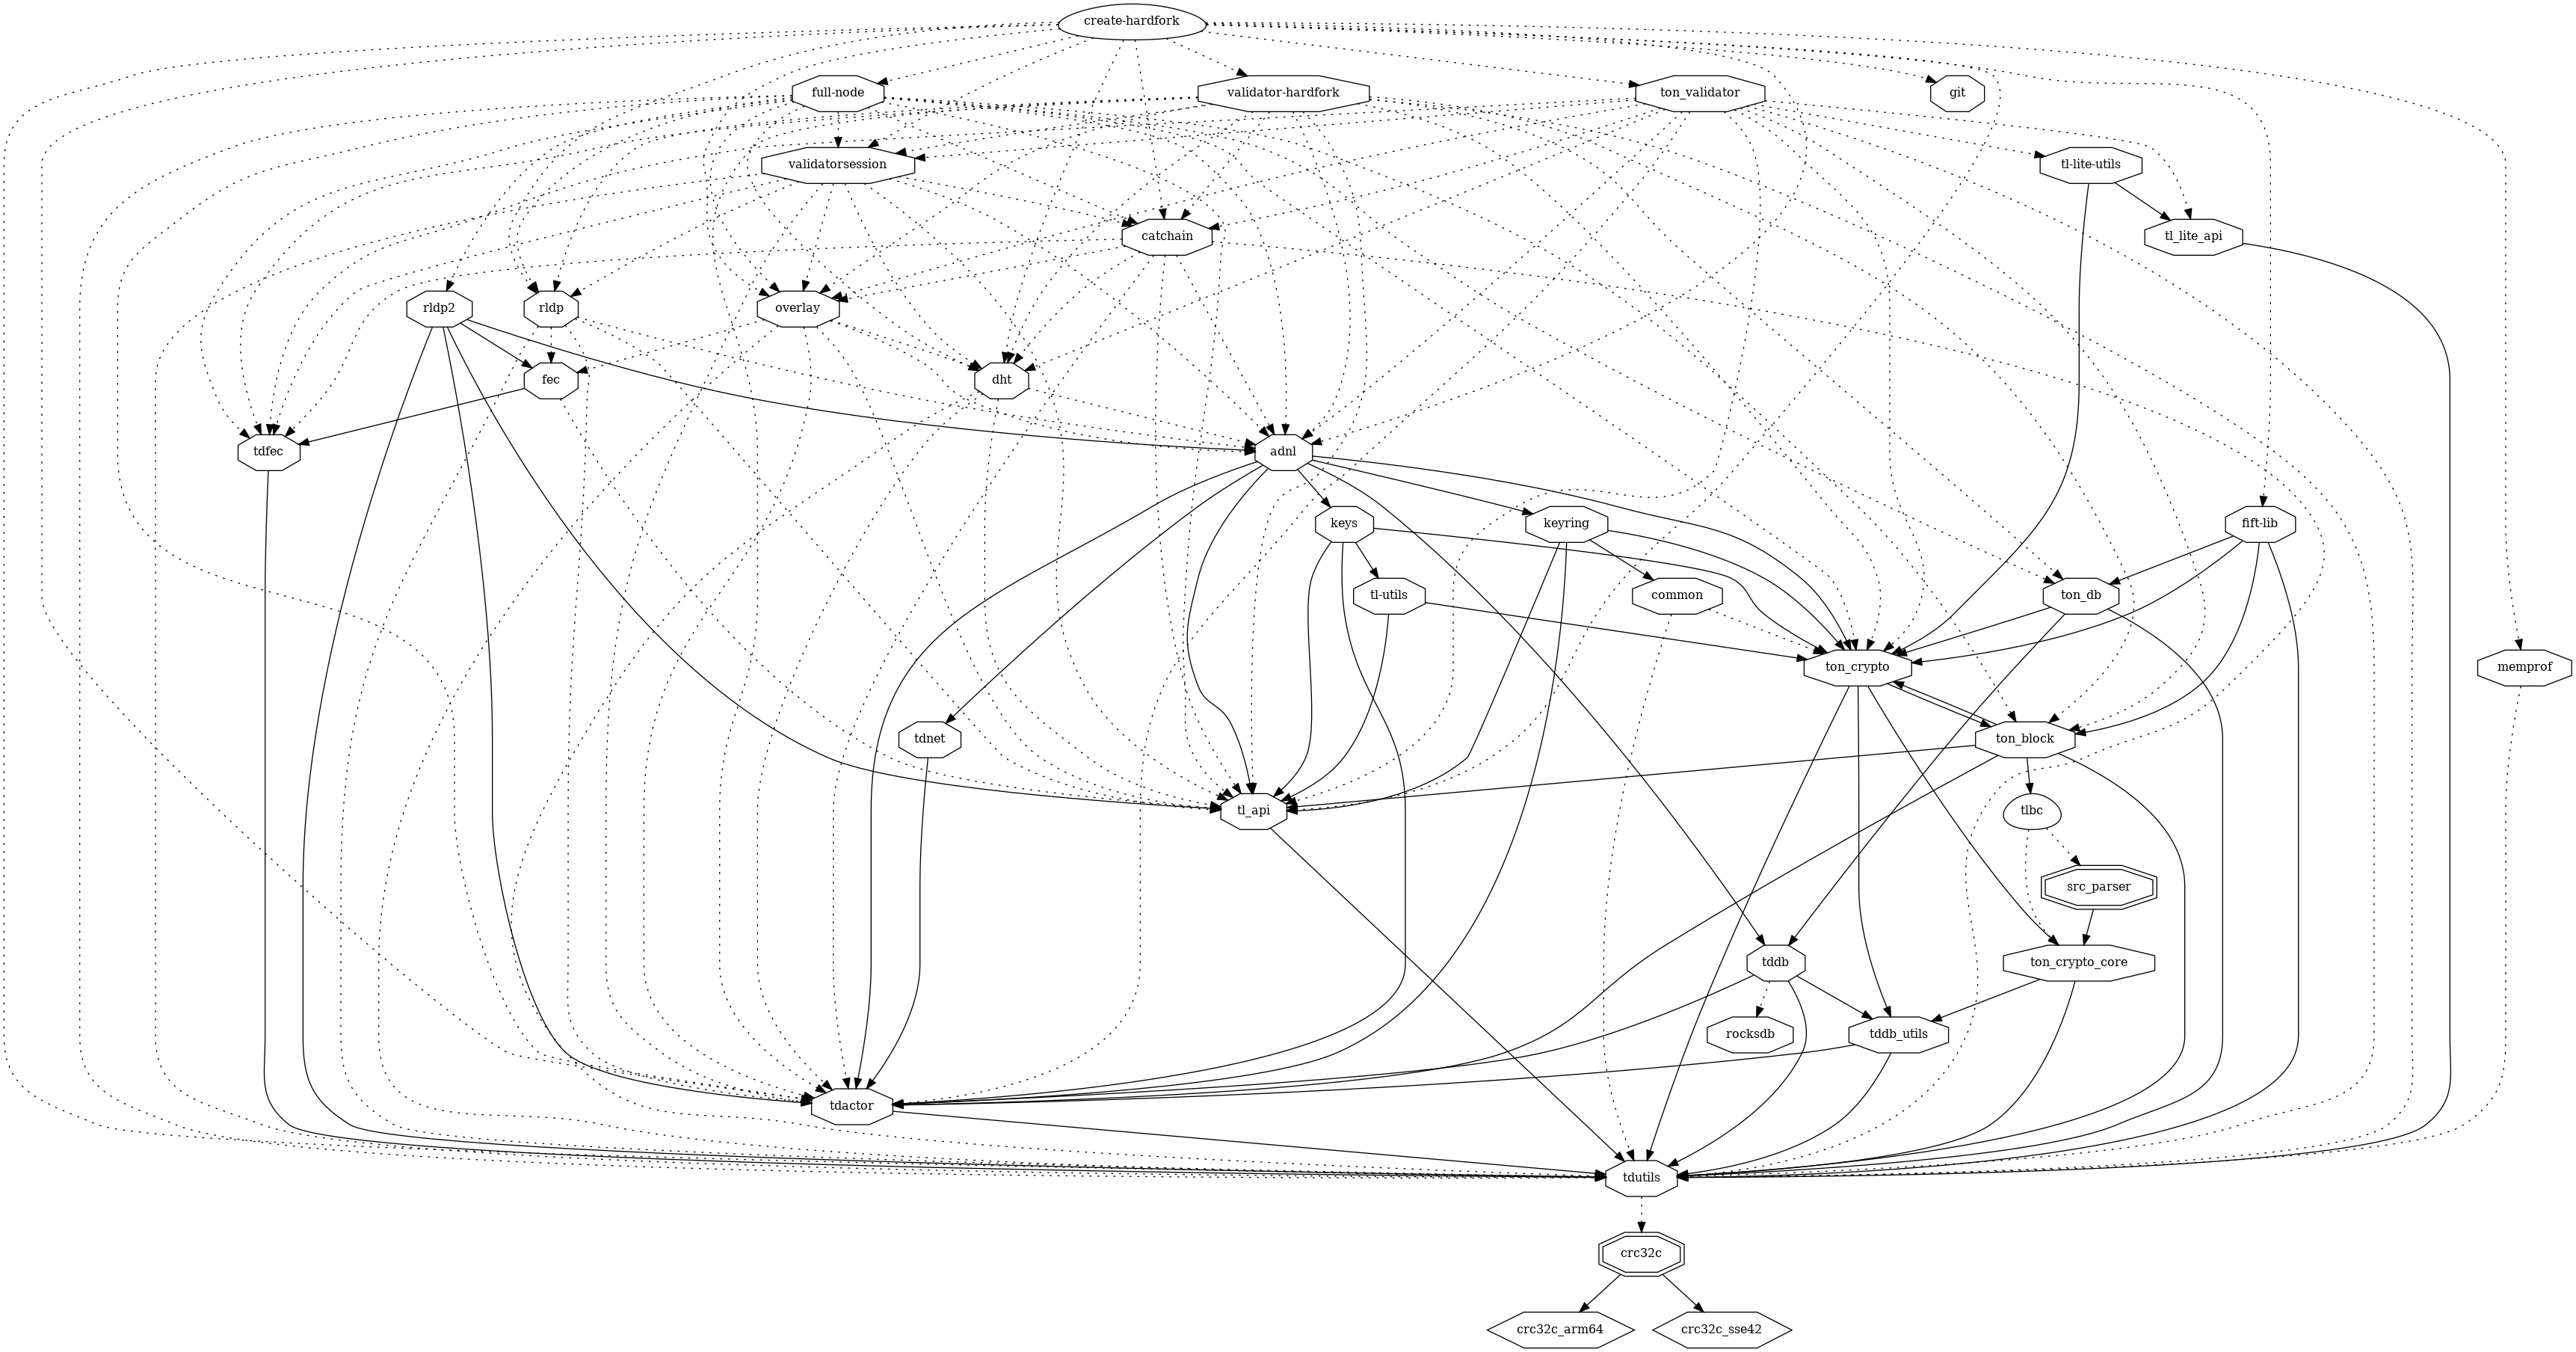 create-hardfork
full-node
validator-hardfork
ton_validator
git
validatorsession
tl-lite-utils
catchain
tl_lite_api
rldp2
rldp
overlay
fec
dht
tdfec
adnl
keys
keyring
fift-lib
tl-utils
common
ton_db
ton_crypto
memprof
tdnet
ton_block
tl_api
tlbc
src_parser
tddb
ton_crypto_core
rocksdb
tddb_utils
tdactor
tdutils
crc32c
crc32c_arm64
crc32c_sse42